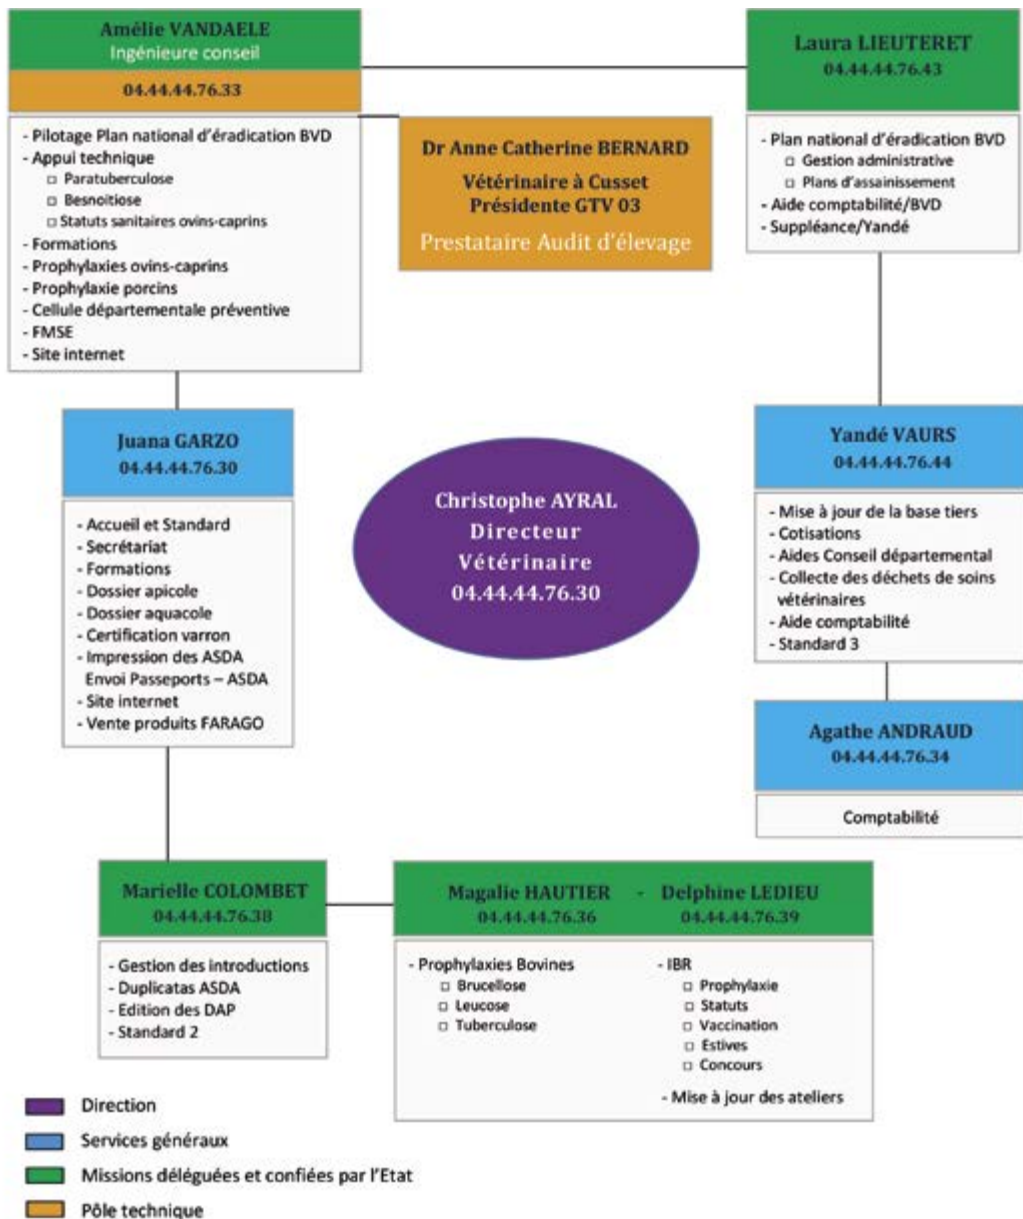 Amélie VANDAELE
Ingénieure conseil
04.44.44.76.33
- Pilotage Plan national d'éradication BVD
- Appui technique
□ Paratuberculose
□ Besnoitiose
□ Statuts sanitaires ovins-caprins
- Formations
- Prophylaxies ovins-caprins
- Prophylaxie porcins
- Cellule départementale préventive
- FMSE
- Site internet
Dr Anne Catherine BERNARD
Vétérinaire à Cusset
Présidente GTV 03
Prestataire Audit d'élevage
Laura LIEUTERET
04.44.44.76.43
- Plan national d'éradication BVD
□ Gestion administrative
□ Plans d'assainissement
- Aide comptabilité/BVD
- Suppléance/Yandé
Juana GARZO
04.44.44.76.30
- Accueil et Standard
- Secrétariat
- Formations
- Dossier apicole
- Dossier aquacole
- Certification varron
- Impression des ASDA
Envoi Passeports – ASDA
- Site internet
- Vente produits FARAGO
Christophe AYRAL
Directeur
Vétérinaire
04.44.44.76.30
Yandé VAURS
04.44.44.76.44
- Mise à jour de la base tiers
- Cotisations
- Aides Conseil départemental
- Collecte des déchets de soins
vétérinaires
- Aide comptabilité
- Standard 3
Agathe ANDRAUD
04.44.44.76.34
Comptabilité
Marielle COLOMBET
04.44.44.76.38
- Gestion des introductions
- Duplicatas ASDA
- Edition des DAP
- Standard 2
Magalie HAUTIER - Delphine LEDIEU
04.44.44.76.36 04.44.44.76.39
- Prophylaxies Bovines
□ Brucellose
□ Leucose
□ Tuberculose
- IBR
□ Prophylaxie
□ Statuts
□ Vaccination
□ Estives
□ Concours
- Mise à jour des ateliers
Direction
Services généraux
Missions déléguées et confiées par l'Etat
Pôle technique